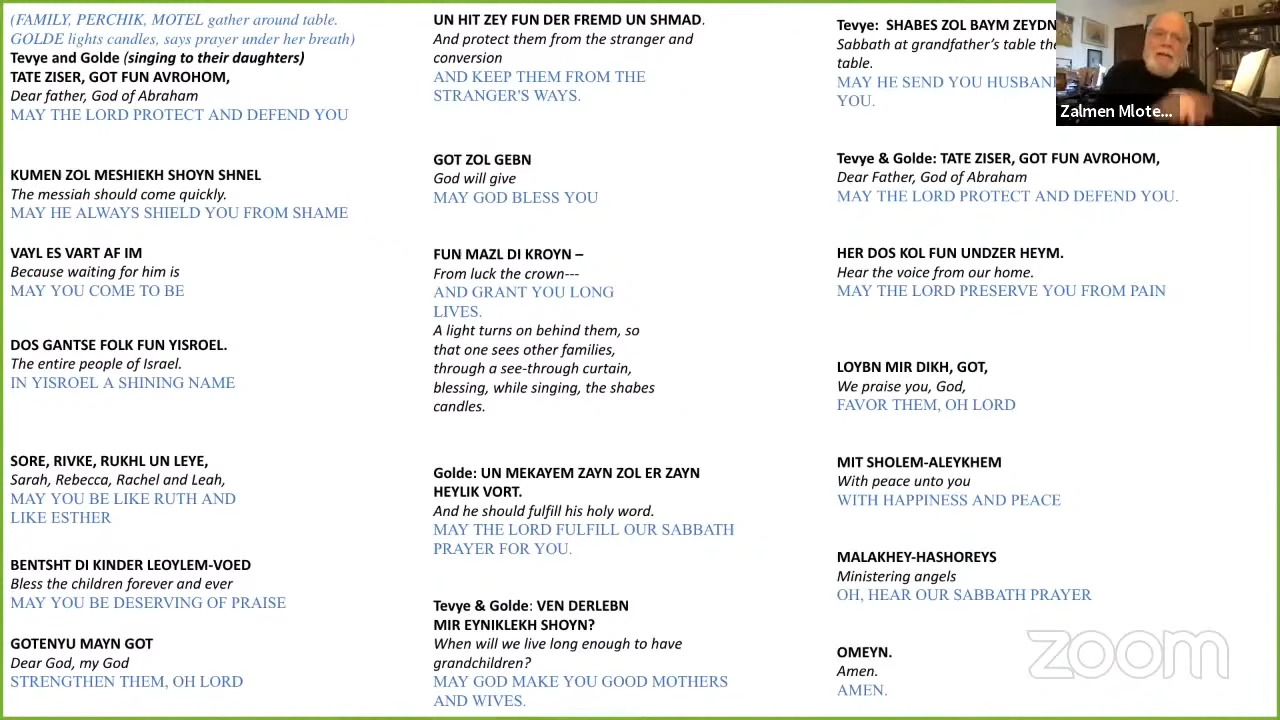 (FAMILY, PERCHIK, MOTEL gather around table.
GOLDE lights candles, says prayer under her breath)
Tevye and Golde (singing to their daughters)
TATE ZISER, GOT FUN AVROHOM,
Dear father, God of Abraham
MAY THE LORD PROTECT AND DEFEND YOU
KUMEN ZOL MESHIEKH SHOYN SHNEL
The messiah should come quickly.
MAY HE ALWAYS SHIELD YOU FROM SHAME
VAYL ES VART AF IM
Because waiting for him is
MAY YOU COME TO BE
DOS GANTSE FOLK FUN YISROEL.
The entire people of Israel.
IN YISROEL A SHINING NAME
SORE, RIVKE, RUKHL UN LEYE,
Sarah, Rebecca, Rachel and Leah,
MAY YOU BE LIKE RUTH AND
LIKE ESTHER
BENTSHT DI KINDER LEOYLEM-VOED
Bless the children forever and ever
MAY YOU BE DESERVING OF PRAISE
GOTENYU MAYN GOT
Dear God, my God
STRENGTHEN THEM, OH LORD
UN HIT ZEY FUN DER FREMD UN SHMAD.
And protect them from the stranger and
conversion
AND KEEP THEM FROM THE
STRANGER'S WAYS.
GOT ZOL GEBN
God will give
MAY GOD BLESS YOU
FUN MAZL DI KROYN –
From luck the crown---
AND GRANT YOU LONG
LIVES.
A light turns on behind them, so
that one sees other families,
through a see-through curtain,
blessing, while singing, the shabes
candles.
Golde: UN MEKAYEM ZAYN ZOL ER ZAYN
HEYLIK VORT.
And he should fulfill his holy word.
MAY THE LORD FULFILL OUR SABBATH
PRAYER FOR YOU.
Tevye & Golde: VEN DERLEBN
MIR EYNIKLEKH SHOYN?
When will we live long enough to have
grandchildren?
MAY GOD MAKE YOU GOOD MOTHERS
AND WIVES.
Tevye: SHABES ZOL BAYM ZEYDN
Sabbath at grandfather's table the
table.
MAY HE SEND YOU
YOU.
Tevye & Golde: TATE ZISER, GOT FUN AVROHOM,
Dear Father, God of Abraham
MAY THE LORD PROTECT AND DEFEND YOU.
HER DOS KOL FUN UNDZER HEYM.
Hear the voice from our home.
MAY THE LORD PRESERVE YOU FROM PAIN
LOYBN MIR DIKH, GOT,
We praise you, God,
FAVOR THEM, OH LORD
MIT SHOLEM-ALEYKHEM
With peace unto you
WITH HAPPINESS AND PEACE
MALAKHEY-HASHOREYS
Ministering angels
OH, HEAR OUR SABBATH PRAYER
OMEYN.
Amen.
AMEN.
Zalmen Mlote...
zoom